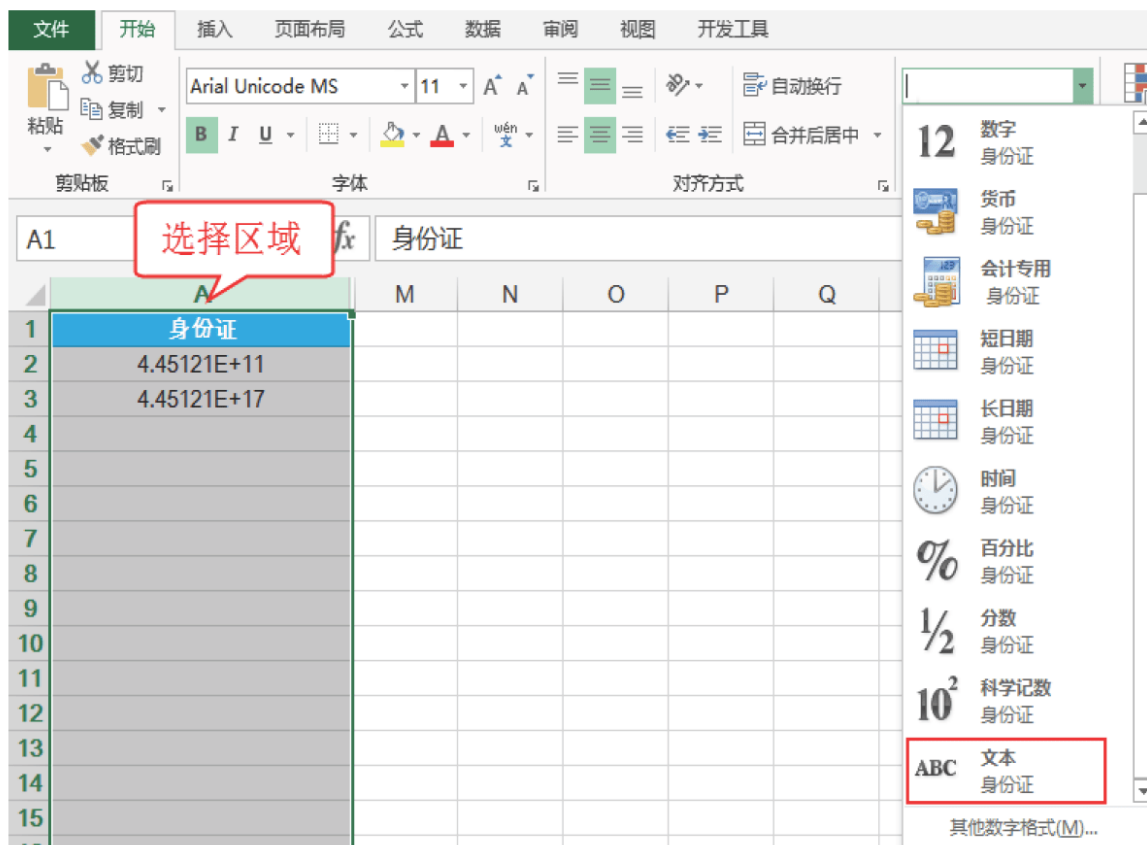 文件 开始 插入 页面布局 公式 数据 审阅 视图 开发工具
剪切
复制
格式刷
粘贴
Arial Unicode MS 11 A A
B I U A wén 文
自动换行
合并后居中
剪贴板 字体 对齐方式
A1 选择区域 fx 身份证
A M N O P Q
1 身份证
2 4.45121E+11
3 4.45121E+17
4
5
6
7
8
9
10
11
12
13
14
15
12 数字
身份证
货币
身份证
会计专用
身份证
短日期
身份证
长日期
身份证
时间
身份证
% 百分比
身份证
1/2 分数
身份证
10² 科学记数
身份证
ABC 文本
身份证
其他数字格式(M)...